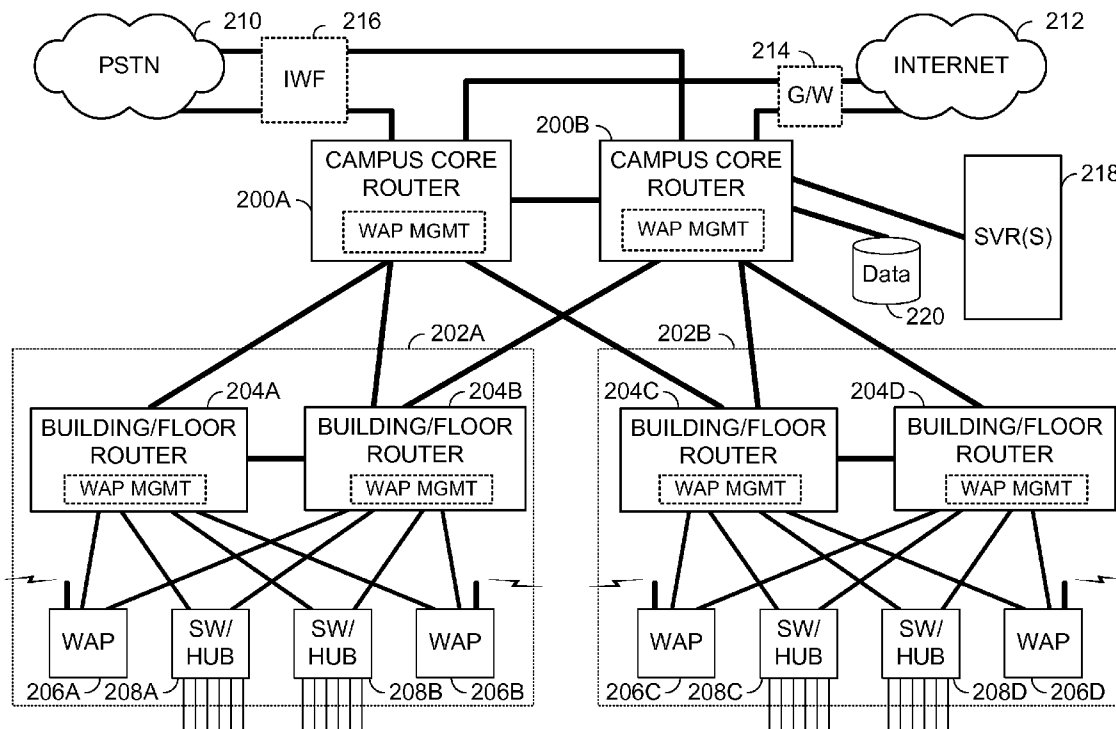 210
216
212
PSTN
IWF
214
INTERNET
G/W
200B
CAMPUS CORE
ROUTER
WAP MGMT
200A
CAMPUS CORE
ROUTER
WAP MGMT
218
SVR(S)
Data
220
202A
202B
204A
204B
204C
204D
BUILDING/FLOOR
ROUTER
WAP MGMT
BUILDING/FLOOR
ROUTER
WAP MGMT
BUILDING/FLOOR
ROUTER
WAP MGMT
BUILDING/FLOOR
ROUTER
WAP MGMT
WAP
SW/
HUB
SW/
HUB
WAP
WAP
SW/
HUB
SW/
HUB
WAP
206A
208A
208B
206B
206C
208C
208D
206D